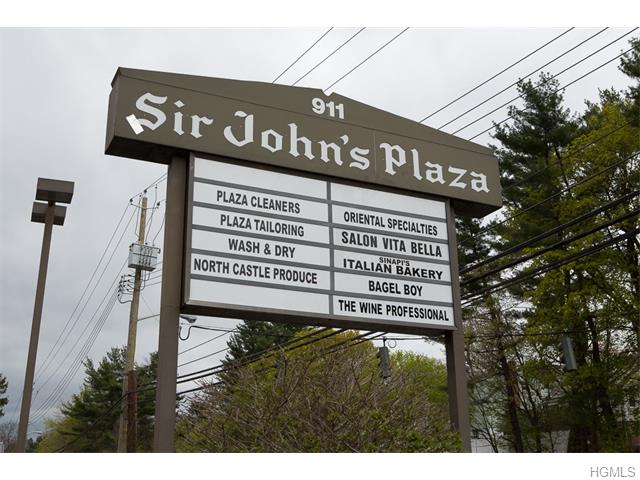 911
Sir John's Plaza
PLAZA CLEANERS
PLAZA TAILORING
WASH & DRY
NORTH CASTLE PRODUCE
ORIENTAL SPECIALTIES
SALON VITA BELLA
SINAPI'S
ITALIAN BAKERY
BAGEL BOY
THE WINE PROFESSIONAL
HGMLS